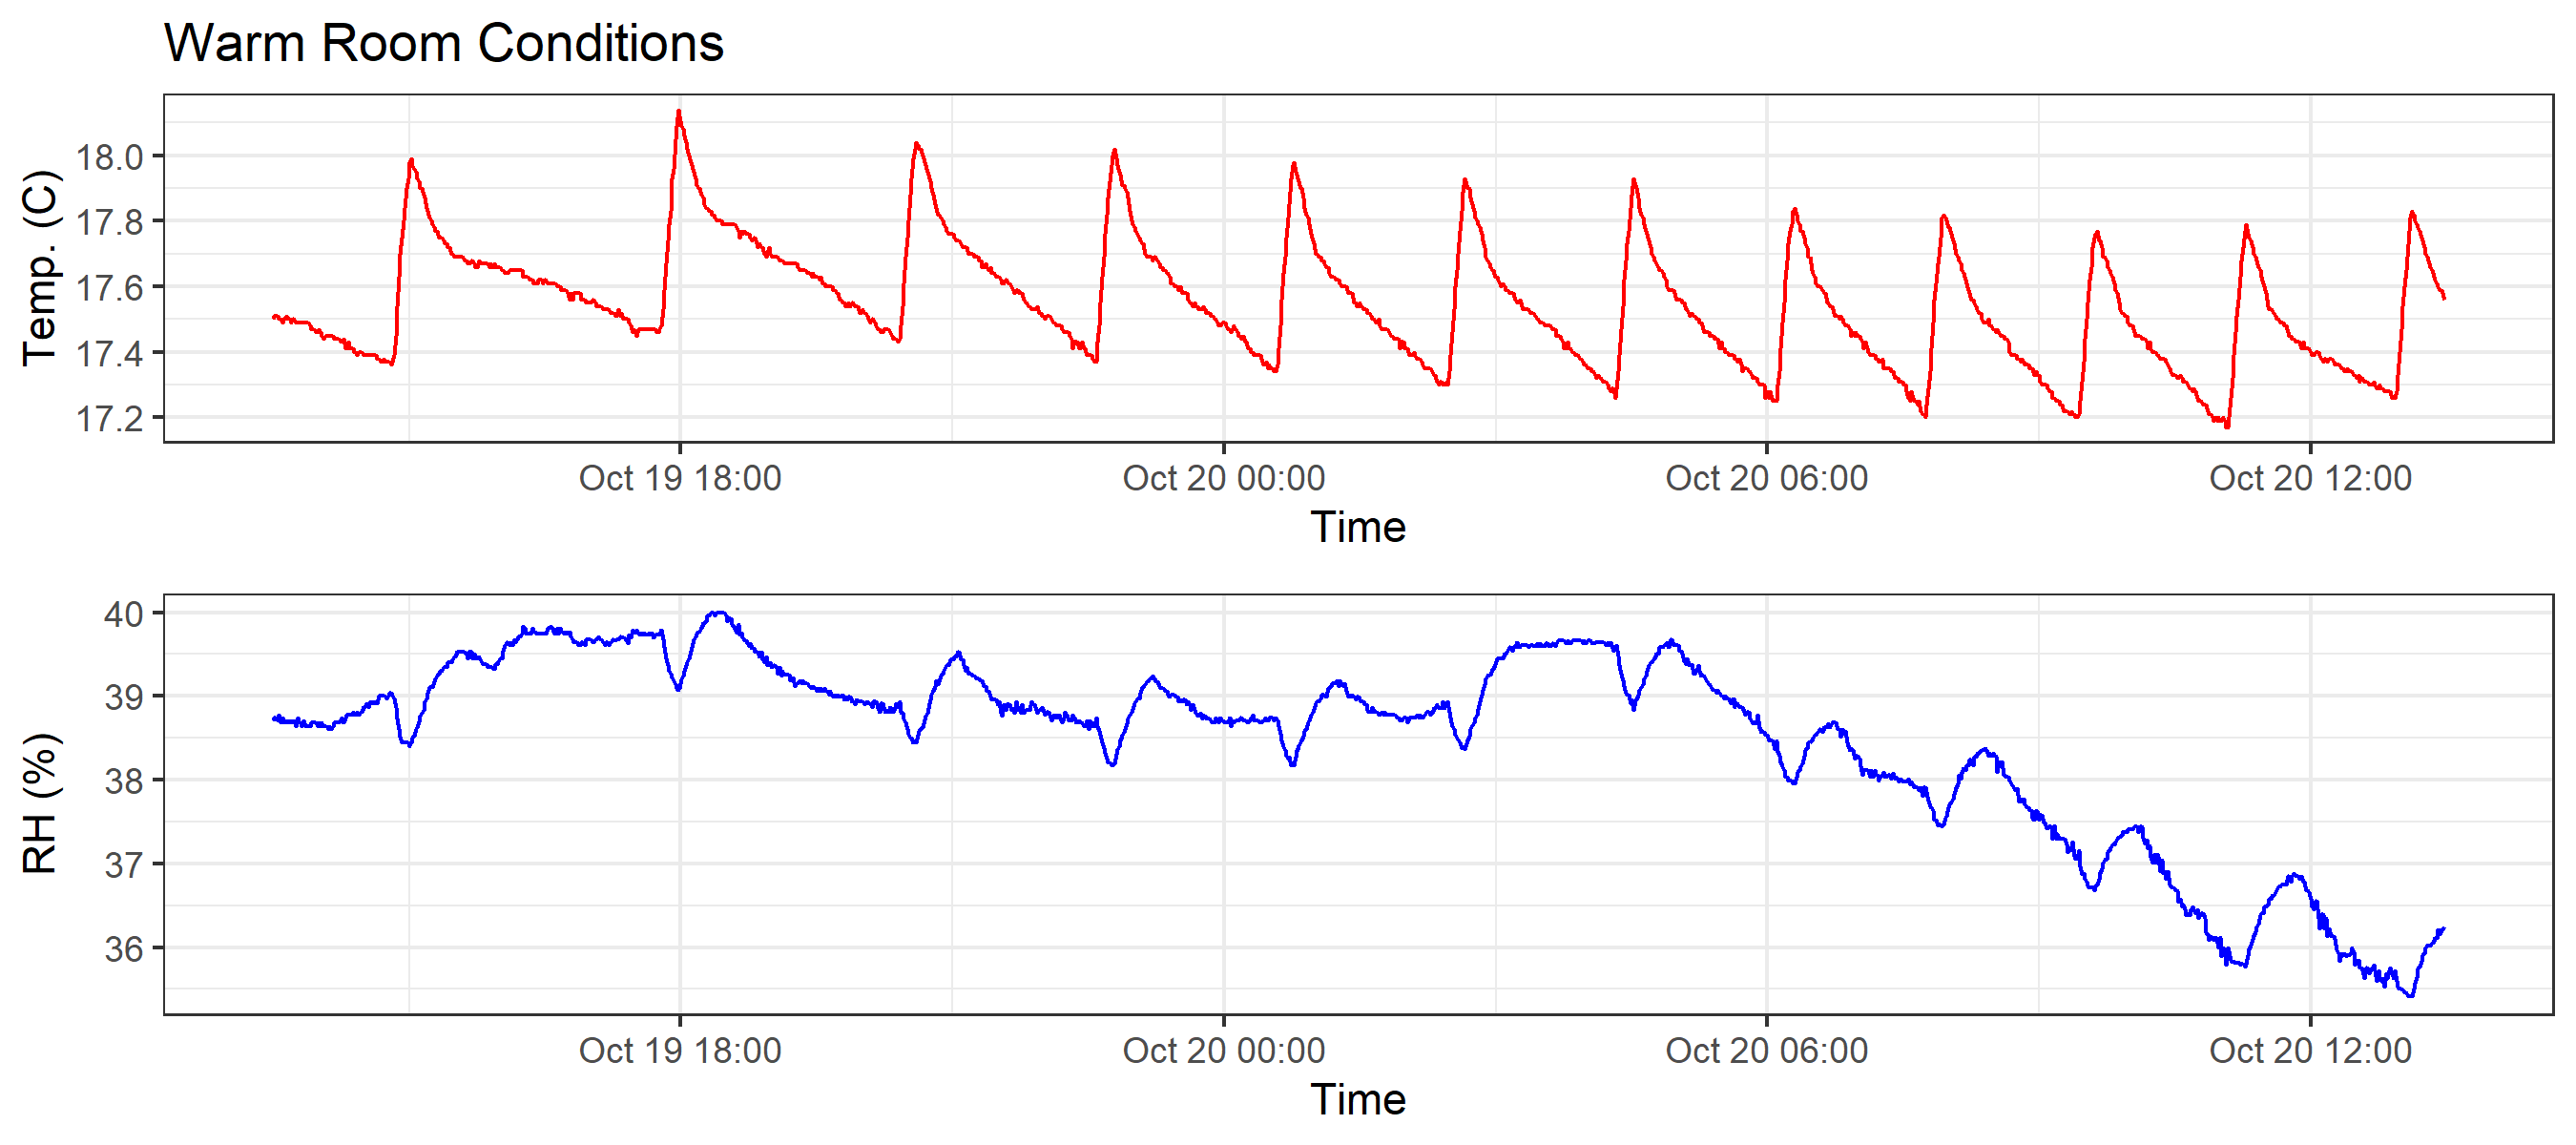 Warm Room Conditions
Temp. (C)
18.0
17.8
17.6
17.4
17.2
Oct 19 18:00 Oct 20 00:00 Oct 20 06:00 Oct 20 12:00
Time
RH (%)
40
39
38
37
36
Oct 19 18:00 Oct 20 00:00 Oct 20 06:00 Oct 20 12:00
Time